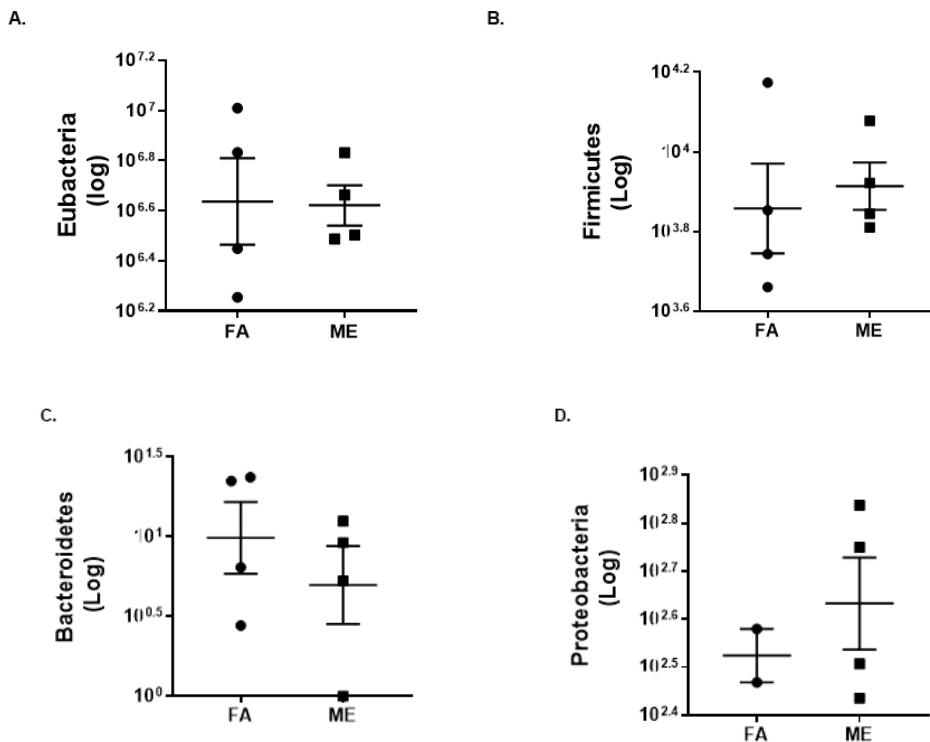 A.
Eubacteria
(log)
10^7.2
10^7
10^6.8
10^6.6
10^6.4
10^6.2
FA ME
B.
Firmicutes
(Log)
10^4.2
10^4
10^3.8
10^3.6
FA ME
C.
Bacteroidetes
(Log)
10^1.5
10^1
10^0.5
10^0
FA ME
D.
Proteobacteria
(Log)
10^2.9
10^2.8
10^2.7
10^2.6
10^2.5
10^2.4
FA ME